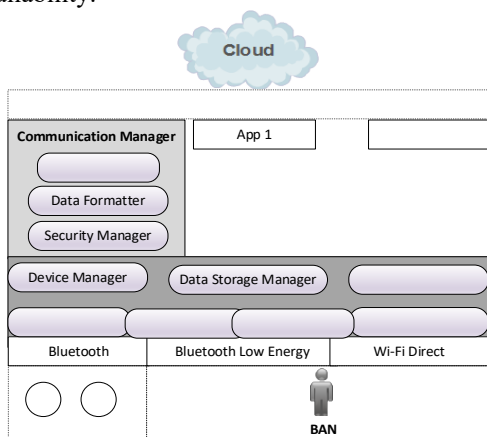 Cloud
Communication Manager
App 1
Data Formatter
Security Manager
Device Manager
Data Storage Manager
Bluetooth
Bluetooth Low Energy
Wi-Fi Direct
BAN